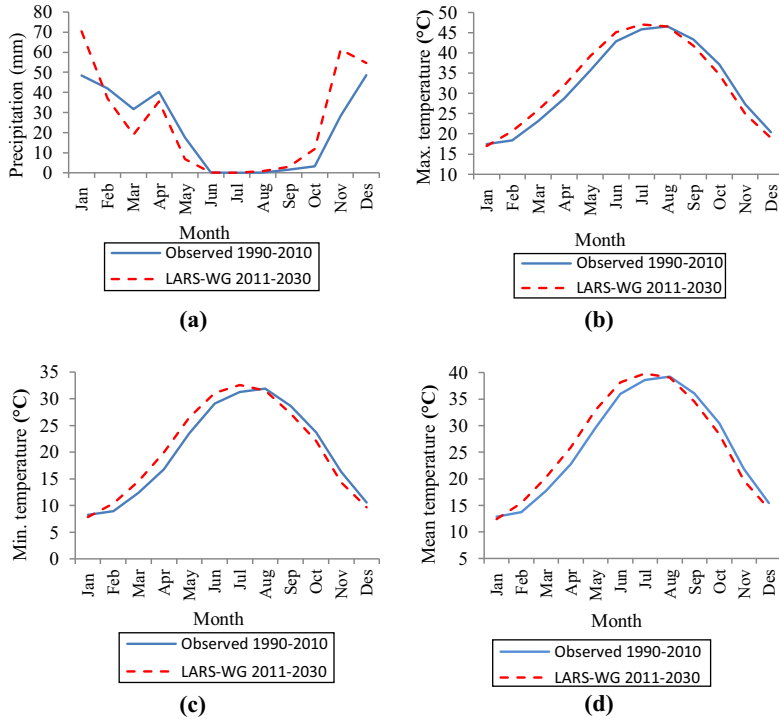 Precipitation (mm)
80
70
60
50
40
30
20
10
0
Jan Feb Mar Apr May Jun Jul Aug Sep Oct Nov Des
Month
Observed 1990-2010
LARS-WG 2011-2030
(a)
Max. temperature (°C)
50
45
40
35
30
25
20
15
10
Jan Feb Mar Apr May Jun Jul Aug Sep Oct Nov Des
Month
Observed 1990-2010
LARS-WG 2011-2030
(b)
Min. temperature (°C)
35
30
25
20
15
10
5
0
Jan Feb Mar Apr May Jun Jul Aug Sep Oct Nov Des
Month
Observed 1990-2010
LARS-WG 2011-2030
(c)
Mean temperature (°C)
40
35
30
25
20
15
10
5
Jan Feb Mar Apr May Jun Jul Aug Sep Oct Nov Des
Month
Observed 1990-2010
LARS-WG 2011-2030
(d)